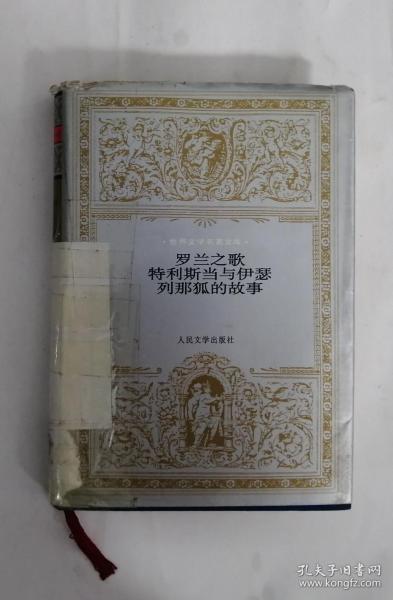 ·世界文学名著文库·
罗兰之歌
特利斯当与伊瑟
列那狐的故事
人民文学出版社
孔夫子旧书网
www.kongfz.com